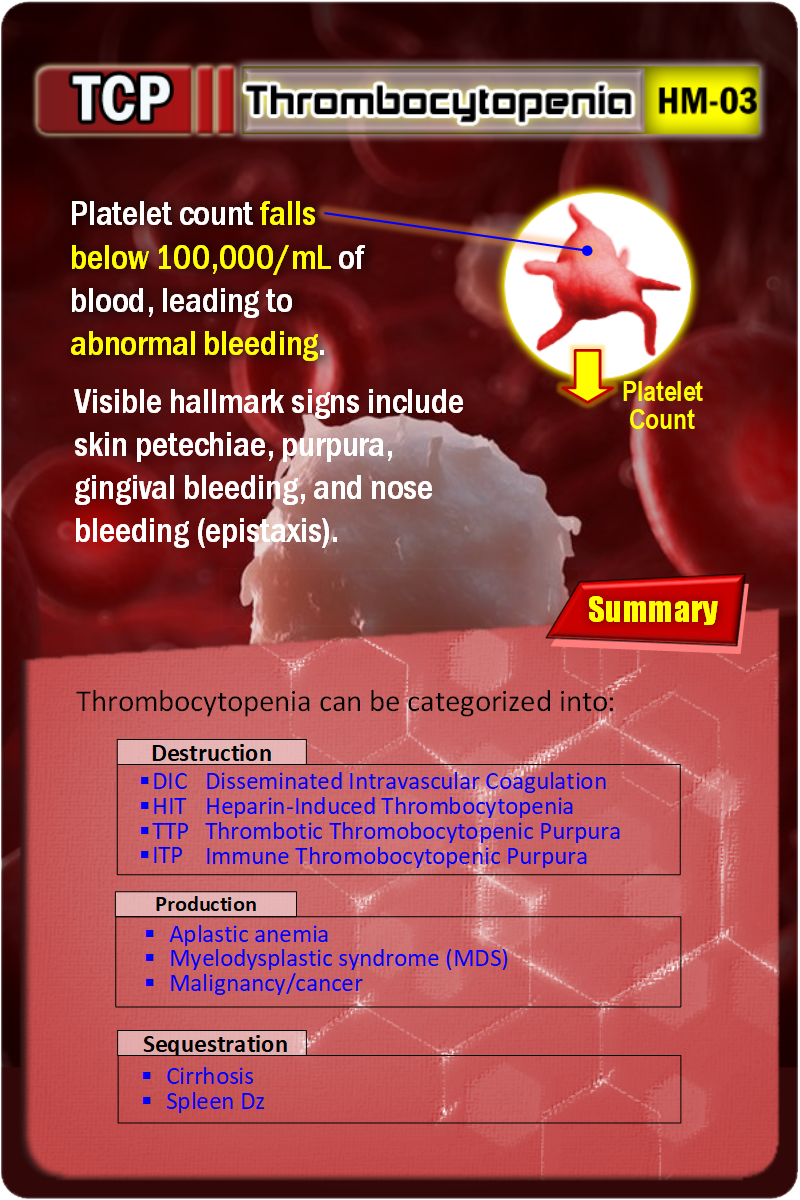 TCP Thrombocytopenia HM-03
Platelet count falls
below 100,000/mL of
blood, leading to
abnormal bleeding.
Platelet
Count
Visible hallmark signs include
skin petechiae, purpura,
gingival bleeding, and nose
bleeding (epistaxis).
Summary
Thrombocytopenia can be categorized into:
Destruction
▪DIC Disseminated Intravascular Coagulation
▪HIT Heparin-Induced Thrombocytopenia
▪TTP Thrombotic Thromobocytopenic Purpura
▪ITP Immune Thromobocytopenic Purpura
Production
▪ Aplastic anemia
▪ Myelodysplastic syndrome (MDS)
▪ Malignancy/cancer
Sequestration
▪ Cirrhosis
▪ Spleen Dz